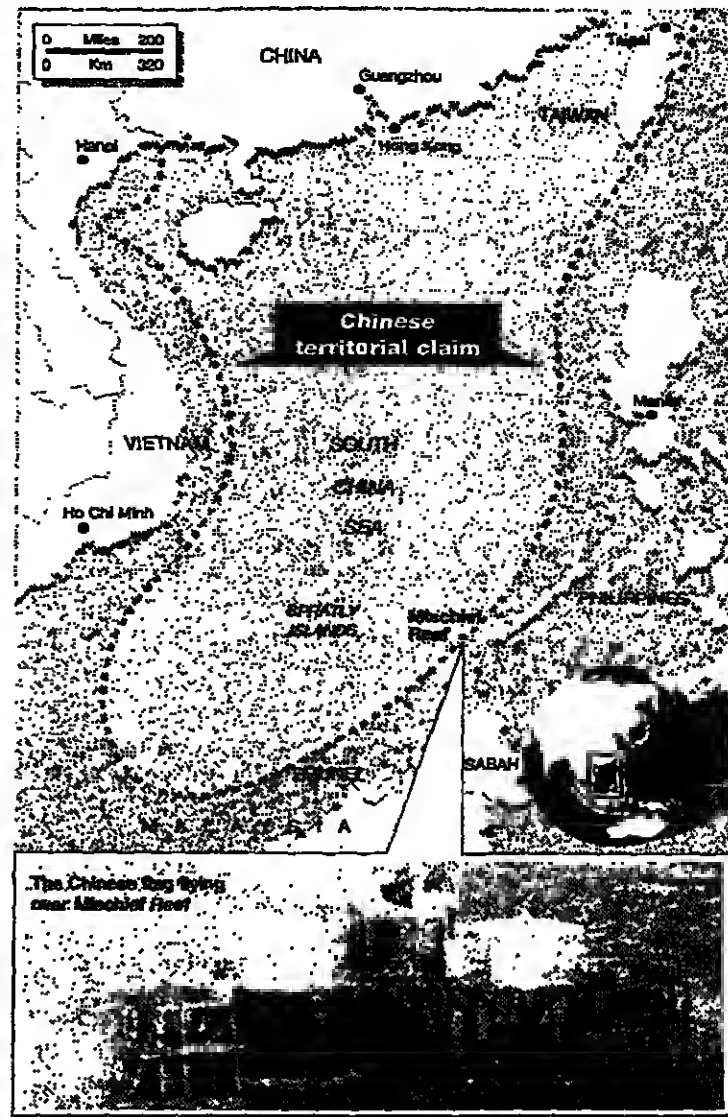 0 Miles 200
0 Km 320
CHINA
Taipei
Guangzhou
TAIWAN
Hanoi
Hong Kong
Chinese
territorial claim
Manila
VIETNAM
SOUTH
CHINA
SEA
Ho Chi Minh
SPRATLY
ISLANDS
Mischief
Reef
PHILIPPINES
BRUNEI
SABAH
A
The Chinese flag flying
over Mischief Reef